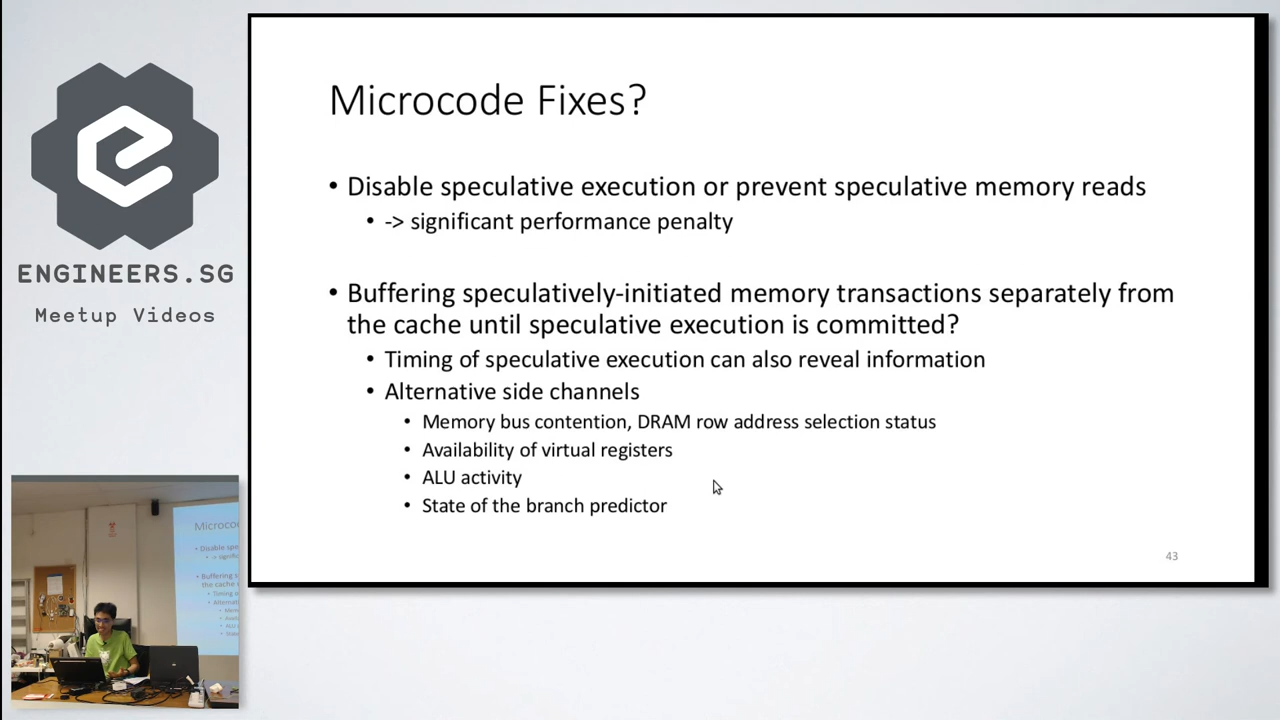 ENGINEERS.SG
Meetup Videos
Microcode Fixes?
• Disable speculative execution or prevent speculative memory reads
• -> significant performance penalty
• Buffering speculatively-initiated memory transactions separately from
the cache until speculative execution is committed?
• Timing of speculative execution can also reveal information
• Alternative side channels
• Memory bus contention, DRAM row address selection status
• Availability of virtual registers
• ALU activity
• State of the branch predictor
43